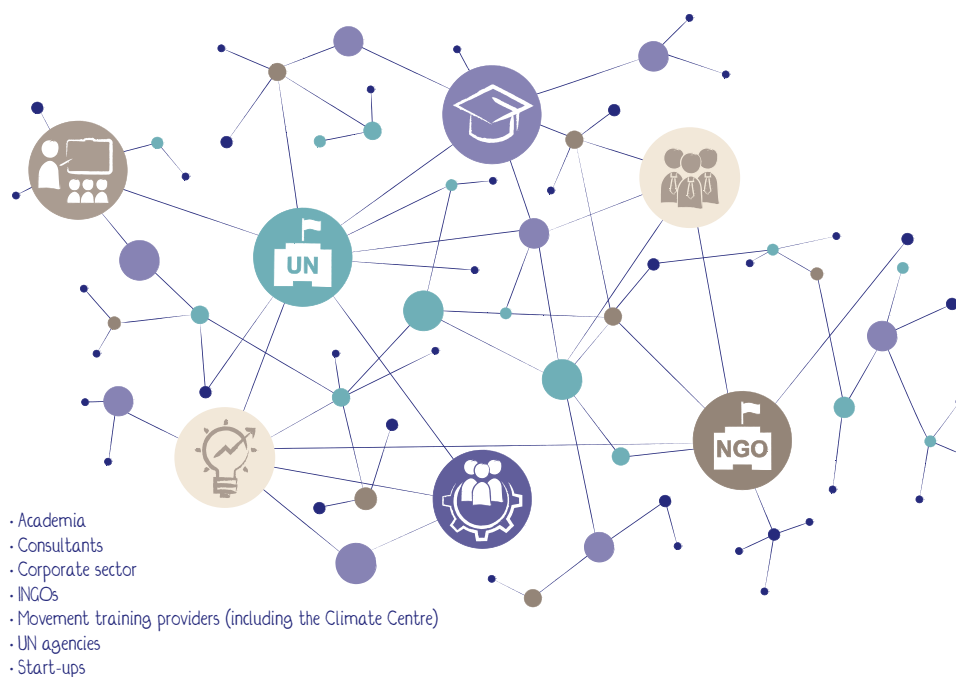 UN
NGO
· Academia
· Consultants
· Corporate sector
· INGOs
· Movement training providers (including the Climate Centre)
· UN agencies
· Start-ups